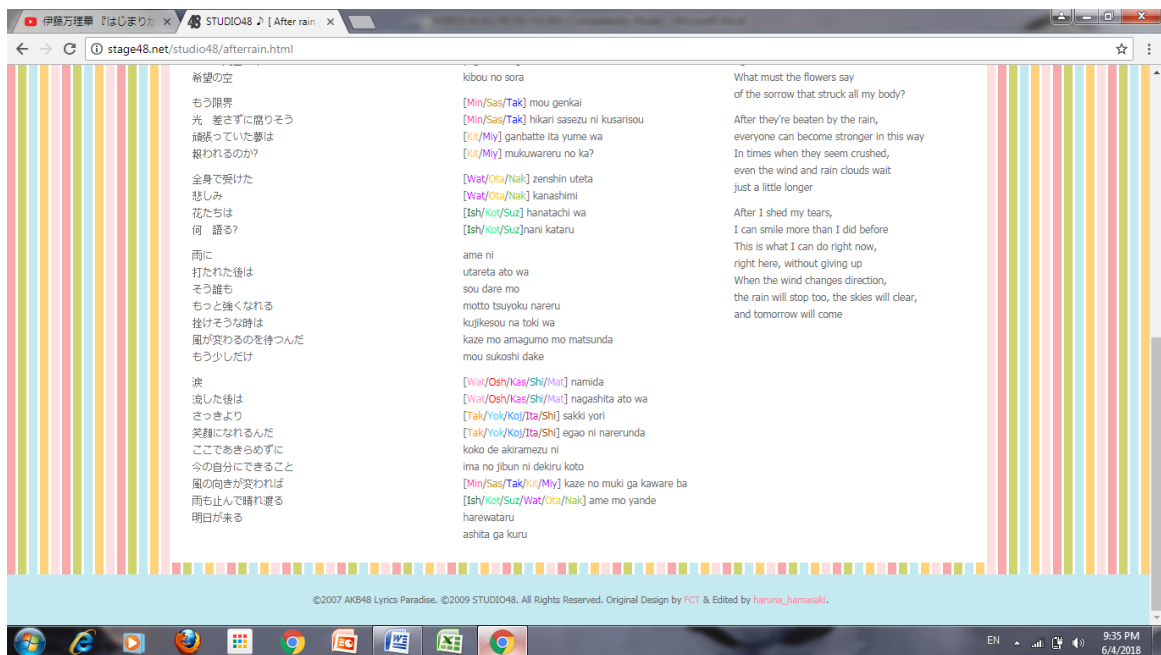 伊藤万理華 『はじまりか
STUDIO48 ♪ [ After rain
stage48.net/studio48/afterrain.html
希望の空
もう限界
光　差さずに腐りそう
頑張っていた夢は
報われるのか?
全身で受けた
悲しみ
花たちは
何　語る?
雨に
打たれた後は
そう誰も
もっと強くなれる
挫けそうな時は
風が変わるのを待つんだ
もう少しだけ
涙
流した後は
さっきより
笑顔になれるんだ
ここであきらめずに
今の自分にできること
風の向きが変われば
雨も止んで晴れ渡る
明日が来る
kibou no sora
[Min/Sas/Tak] mou genkai
[Min/Sas/Tak] hikari sasezu ni kusarisou
[Kit/Miy] ganbatte ita yume wa
[Kit/Miy] mukuwareru no ka?
[Wat/Ota/Nak] zenshin uteta
[Wat/Ota/Nak] kanashimi
[Ish/Kot/Suz] hanatachi wa
[Ish/Kot/Suz]nani kataru
ame ni
utareta ato wa
sou dare mo
motto tsuyoku nareru
kujikesou na toki wa
kaze mo amagumo mo matsunda
mou sukoshi dake
[Wat/Osh/Kas/Shi/Mat] namida
[Wat/Osh/Kas/Shi/Mat] nagashita ato wa
[Tak/Yok/Koj/Ita/Shi] sakki yori
[Tak/Yok/Koj/Ita/Shi] egao ni narerunda
koko de akiramezu ni
ima no jibun ni dekiru koto
[Min/Sas/Tak/Kit/Miy] kaze no muki ga kaware ba
[Ish/Kot/Suz/Wat/Ota/Nak] ame mo yande
harewataru
ashita ga kuru
What must the flowers say
of the sorrow that struck all my body?
After they're beaten by the rain,
everyone can become stronger in this way
In times when they seem crushed,
even the wind and rain clouds wait
just a little longer
After I shed my tears,
I can smile more than I did before
This is what I can do right now,
right here, without giving up
When the wind changes direction,
the rain will stop too, the skies will clear,
and tomorrow will come
©2007 AKB48 Lyrics Paradise. ©2009 STUDIO48. All Rights Reserved. Original Design by FCT & Edited by haruna_hamasaki.
EN
9:35 PM
6/4/2018